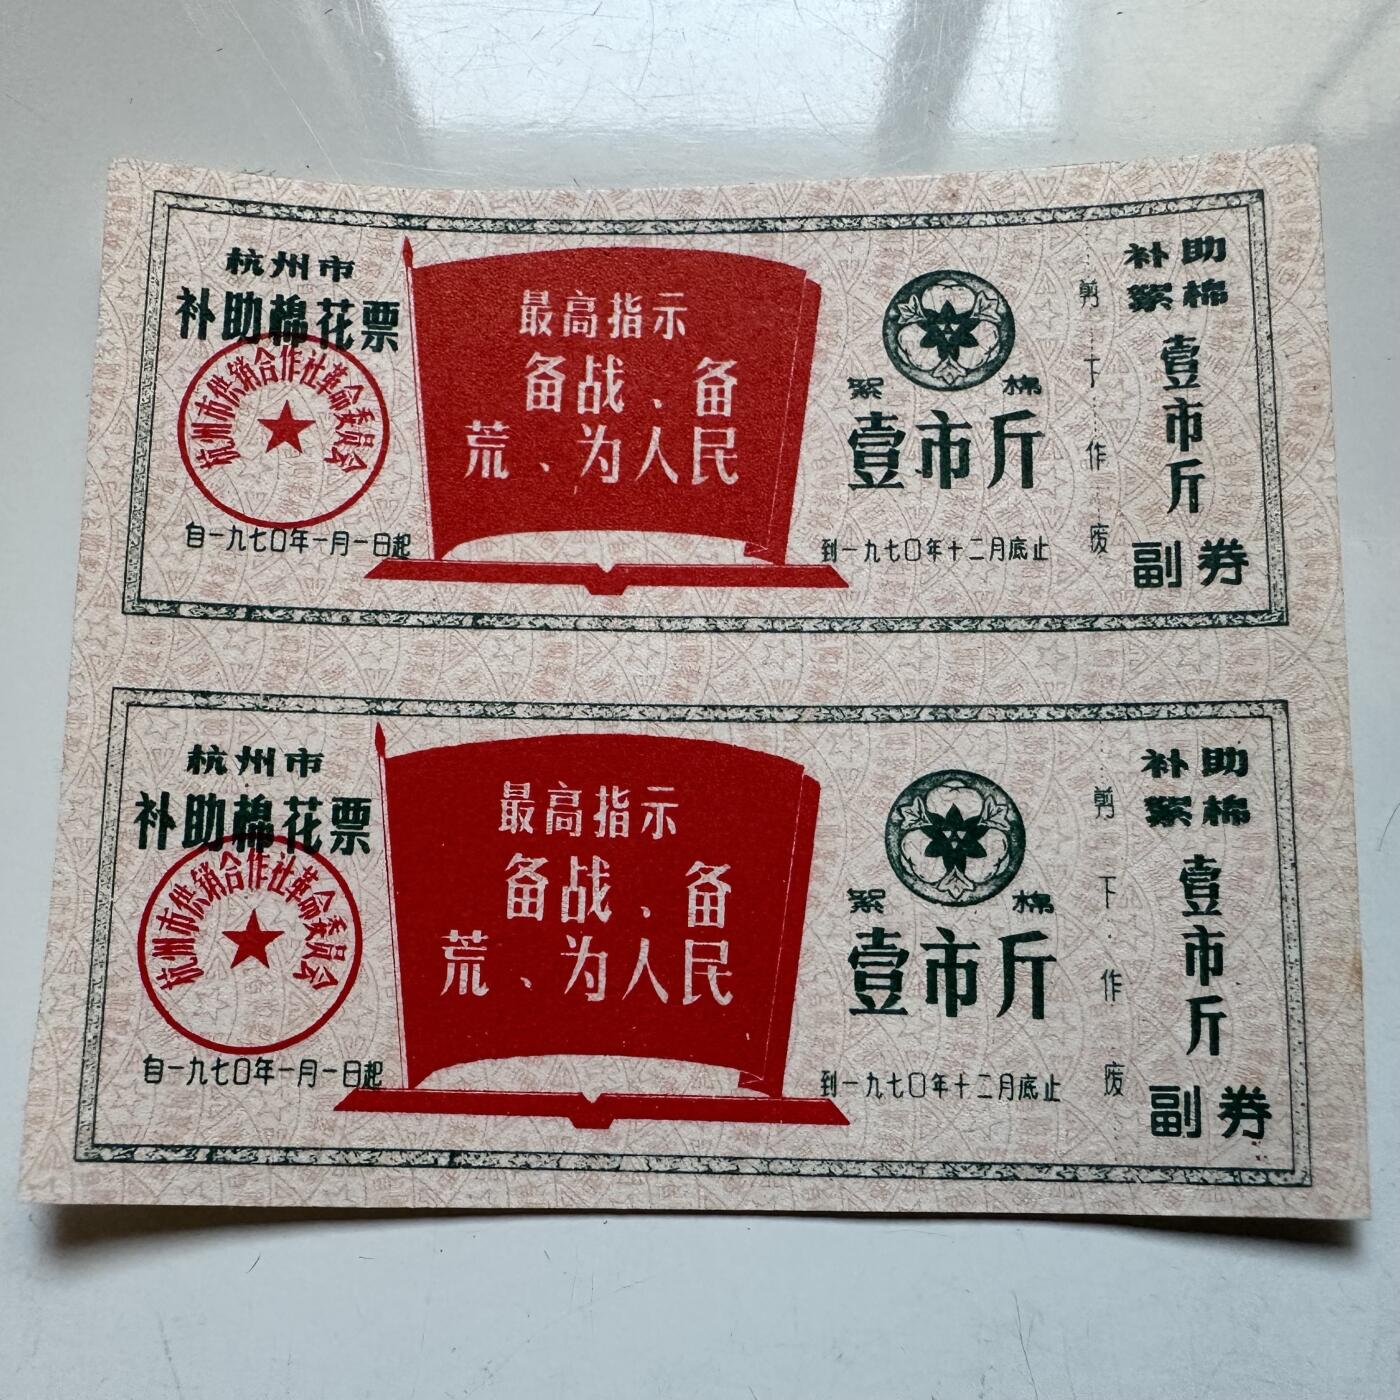 杭州市
补助棉花票
杭州市供销合作社革命委员会
自一九七〇年一月一日起
最高指示
备战、备
荒、为人民
絮棉
壹市斤
到一九七〇年十二月底止
剪下作废
补助
絮棉
壹市斤
副券
杭州市
补助棉花票
杭州市供销合作社革命委员会
自一九七〇年一月一日起
最高指示
备战、备
荒、为人民
絮棉
壹市斤
到一九七〇年十二月底止
剪下作废
补助
絮棉
壹市斤
副券